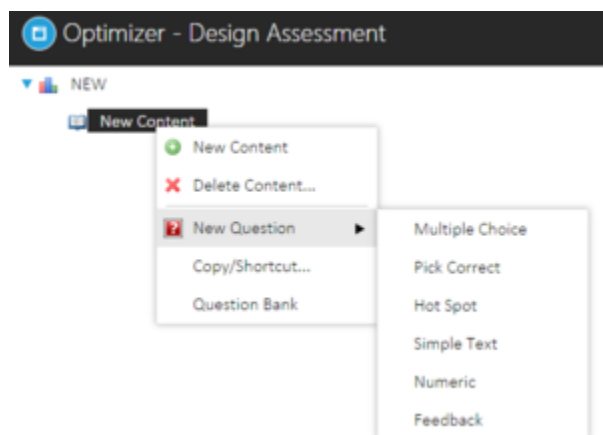 Optimizer - Design Assessment
NEW
New Content
New Content
Delete Content...
New Question
Copy/Shortcut...
Question Bank
Multiple Choice
Pick Correct
Hot Spot
Simple Text
Numeric
Feedback